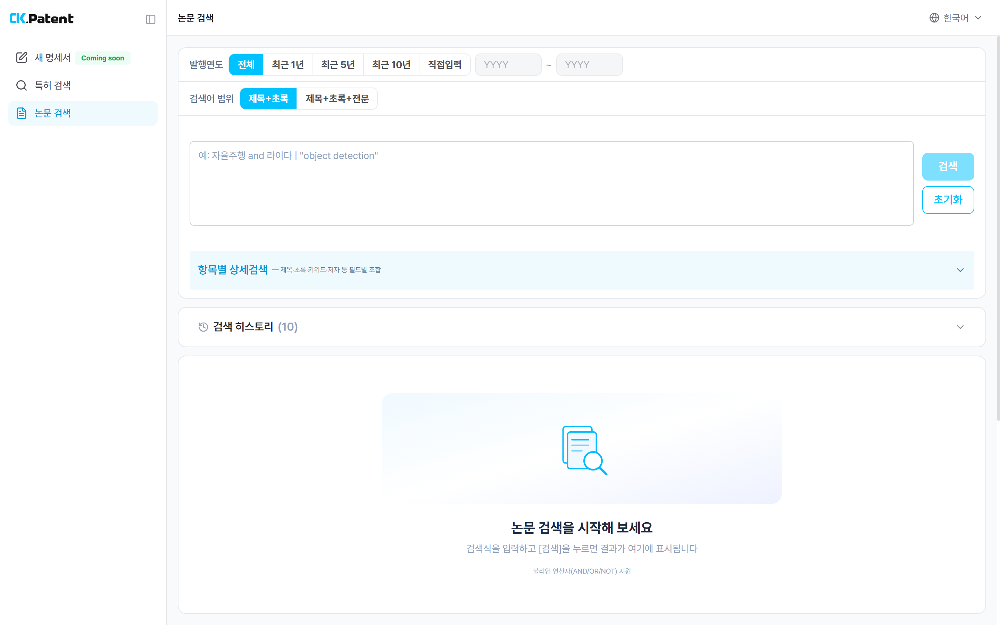 CK.Patent
새 명세서 Coming soon
특허 검색
논문 검색
논문 검색
한국어
발행연도 전체 최근 1년 최근 5년 최근 10년 직접입력 YYYY ~ YYYY
검색어 범위 제목+초록 제목+초록+전문
예: 자율주행 and 라이다 | "object detection"
검색
초기화
항목별 상세검색 — 제목·초록·키워드·저자 등 필드별 조합
검색 히스토리 (10)
논문 검색을 시작해 보세요
검색식을 입력하고 [검색]을 누르면 결과가 여기에 표시됩니다
불리언 연산자(AND/OR/NOT) 지원